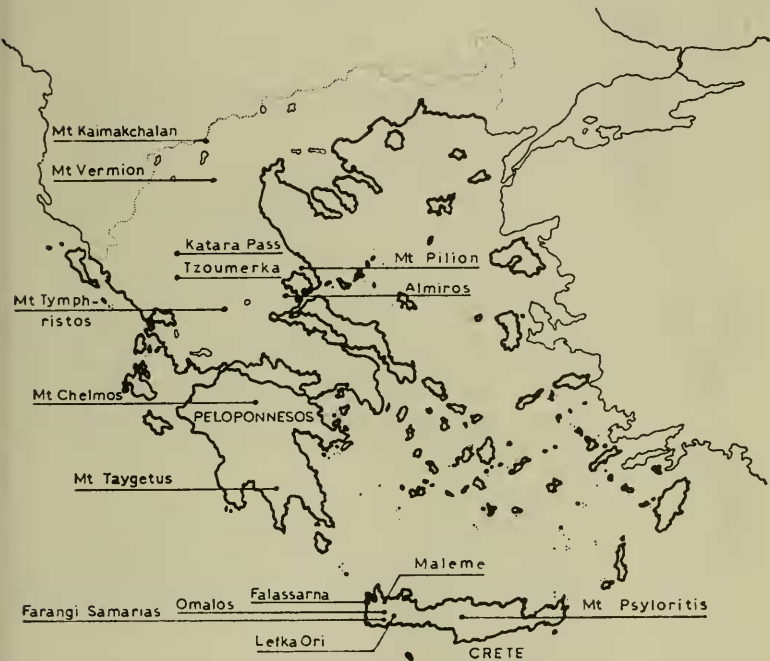 Mt Kaimakchalan
Mt Vermion
Katara Pass
Mt Pilion
Tzoumerka
Almiros
Mt Tymph-
ristos
Mt Chelmos
PELOPONNESOS
Mt Taygetus
Maleme
Falassarna
Omalos
Farangi Samarias
Mt Psyloritis
Lefka Ori
CRETE